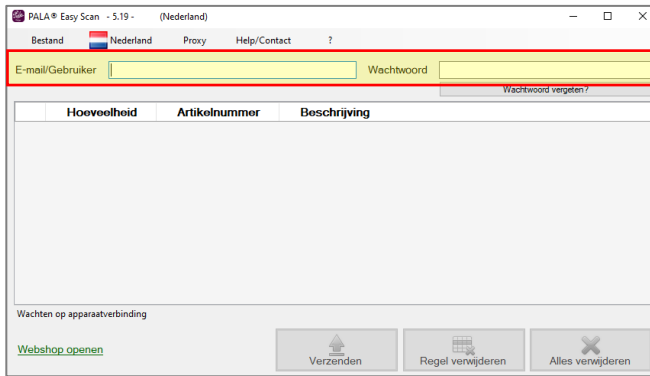 PALA® Easy Scan - 5.19 - (Nederland)
Bestand Nederland Proxy Help/Contact ?
E-mail/Gebruiker Wachtwoord
Wachtwoord vergeten?
Hoeveelheid Artikelnummer Beschrijving
Wachten op apparaatverbinding
Webshop openen Verzenden Regel verwijderen Alles verwijderen